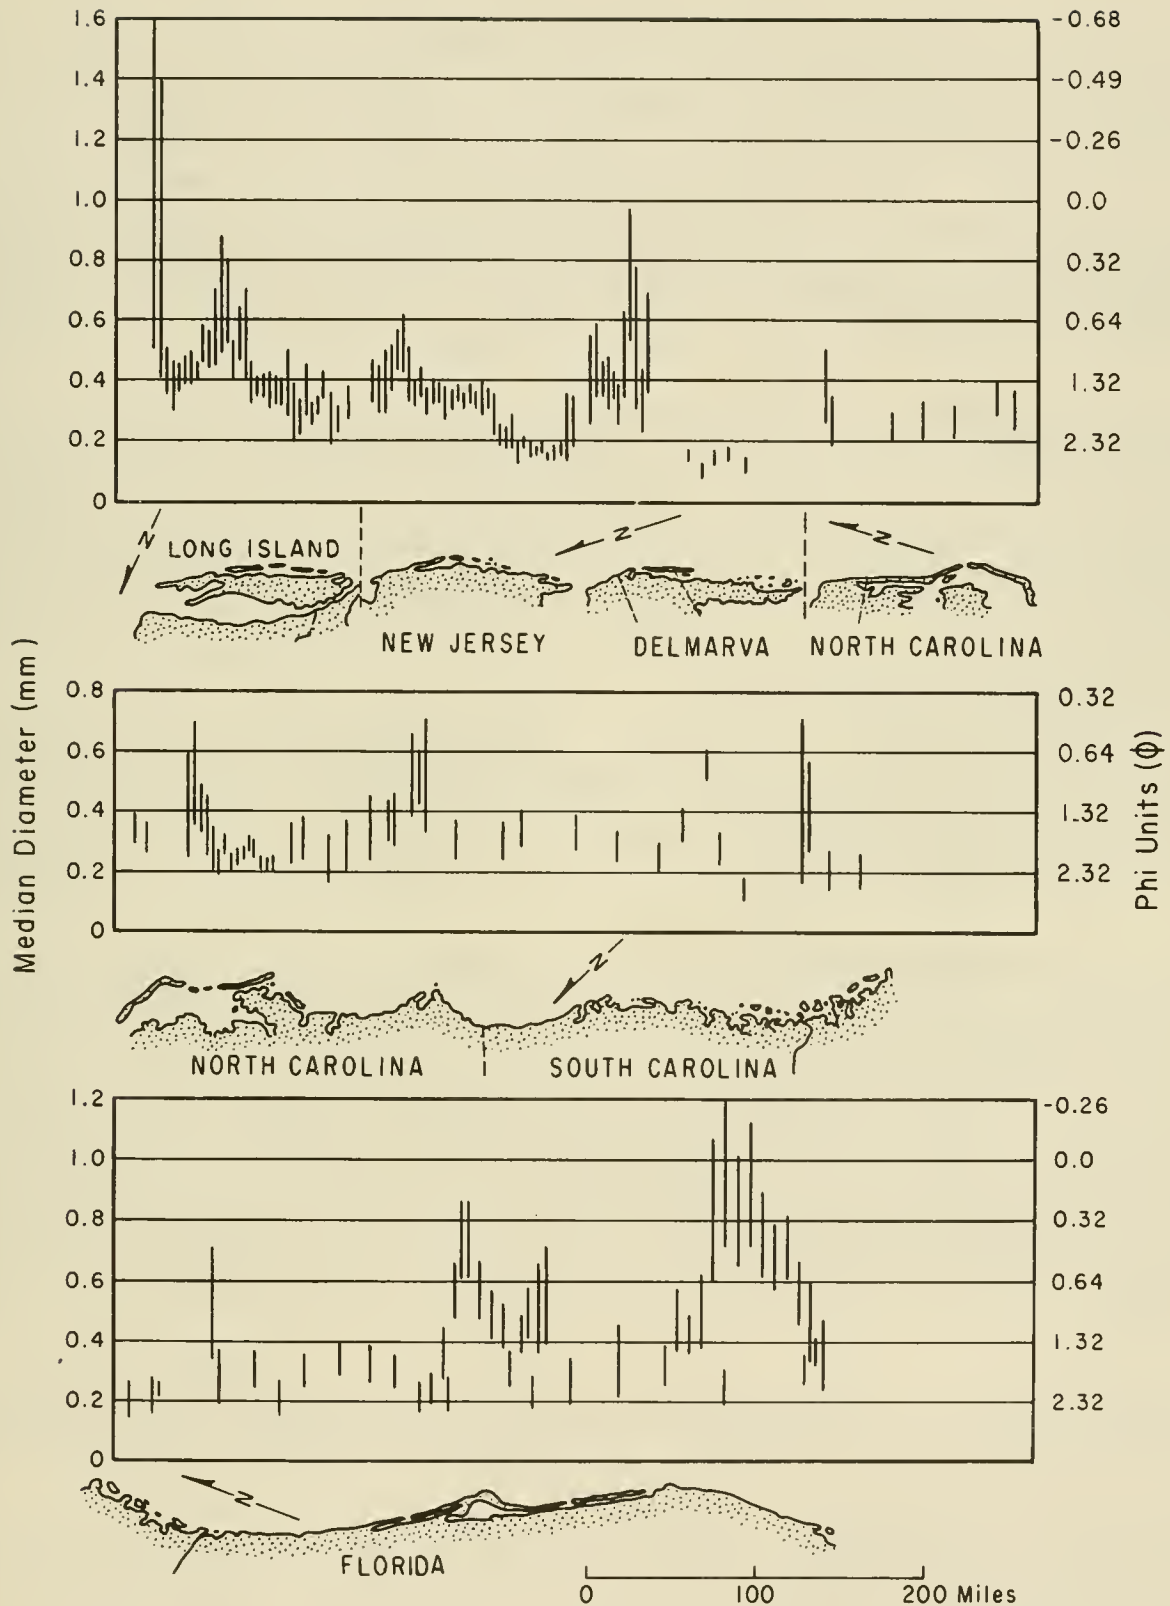 1.6 -0.68
1.4 -0.49
1.2 -0.26
1.0 0.0
0.8 0.32
0.6 0.64
0.4 1.32
0.2 2.32
0
N N N
LONG ISLAND
NEW JERSEY DELMARVA NORTH CAROLINA
Median Diameter (mm)
Phi Units (ϕ)
0.8 0.32
0.6 0.64
0.4 1.32
0.2 2.32
0
N
NORTH CAROLINA SOUTH CAROLINA
1.2 -0.26
1.0 0.0
0.8 0.32
0.6 0.64
0.4 1.32
0.2 2.32
0
N
FLORIDA
0 100 200 Miles